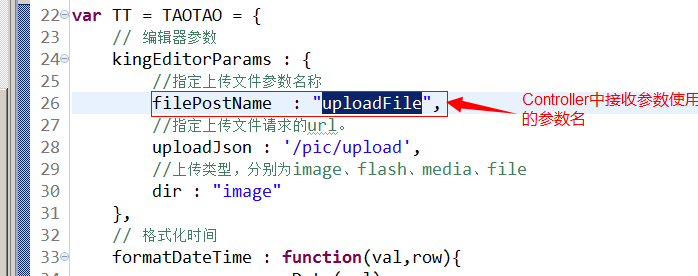 22 var TT = TAOTAO = {
23 // 编辑器参数
24 kingEditorParams : {
25 //指定上传文件参数名称
26 filePostName  : "uploadFile",
Controller中接收参数使用
的参数名
27 //指定上传文件请求的url。
28 uploadJson : '/pic/upload',
29 //上传类型，分别为image、flash、media、file
30 dir : "image"
31 },
32 // 格式化时间
33 formatDateTime : function(val,row){